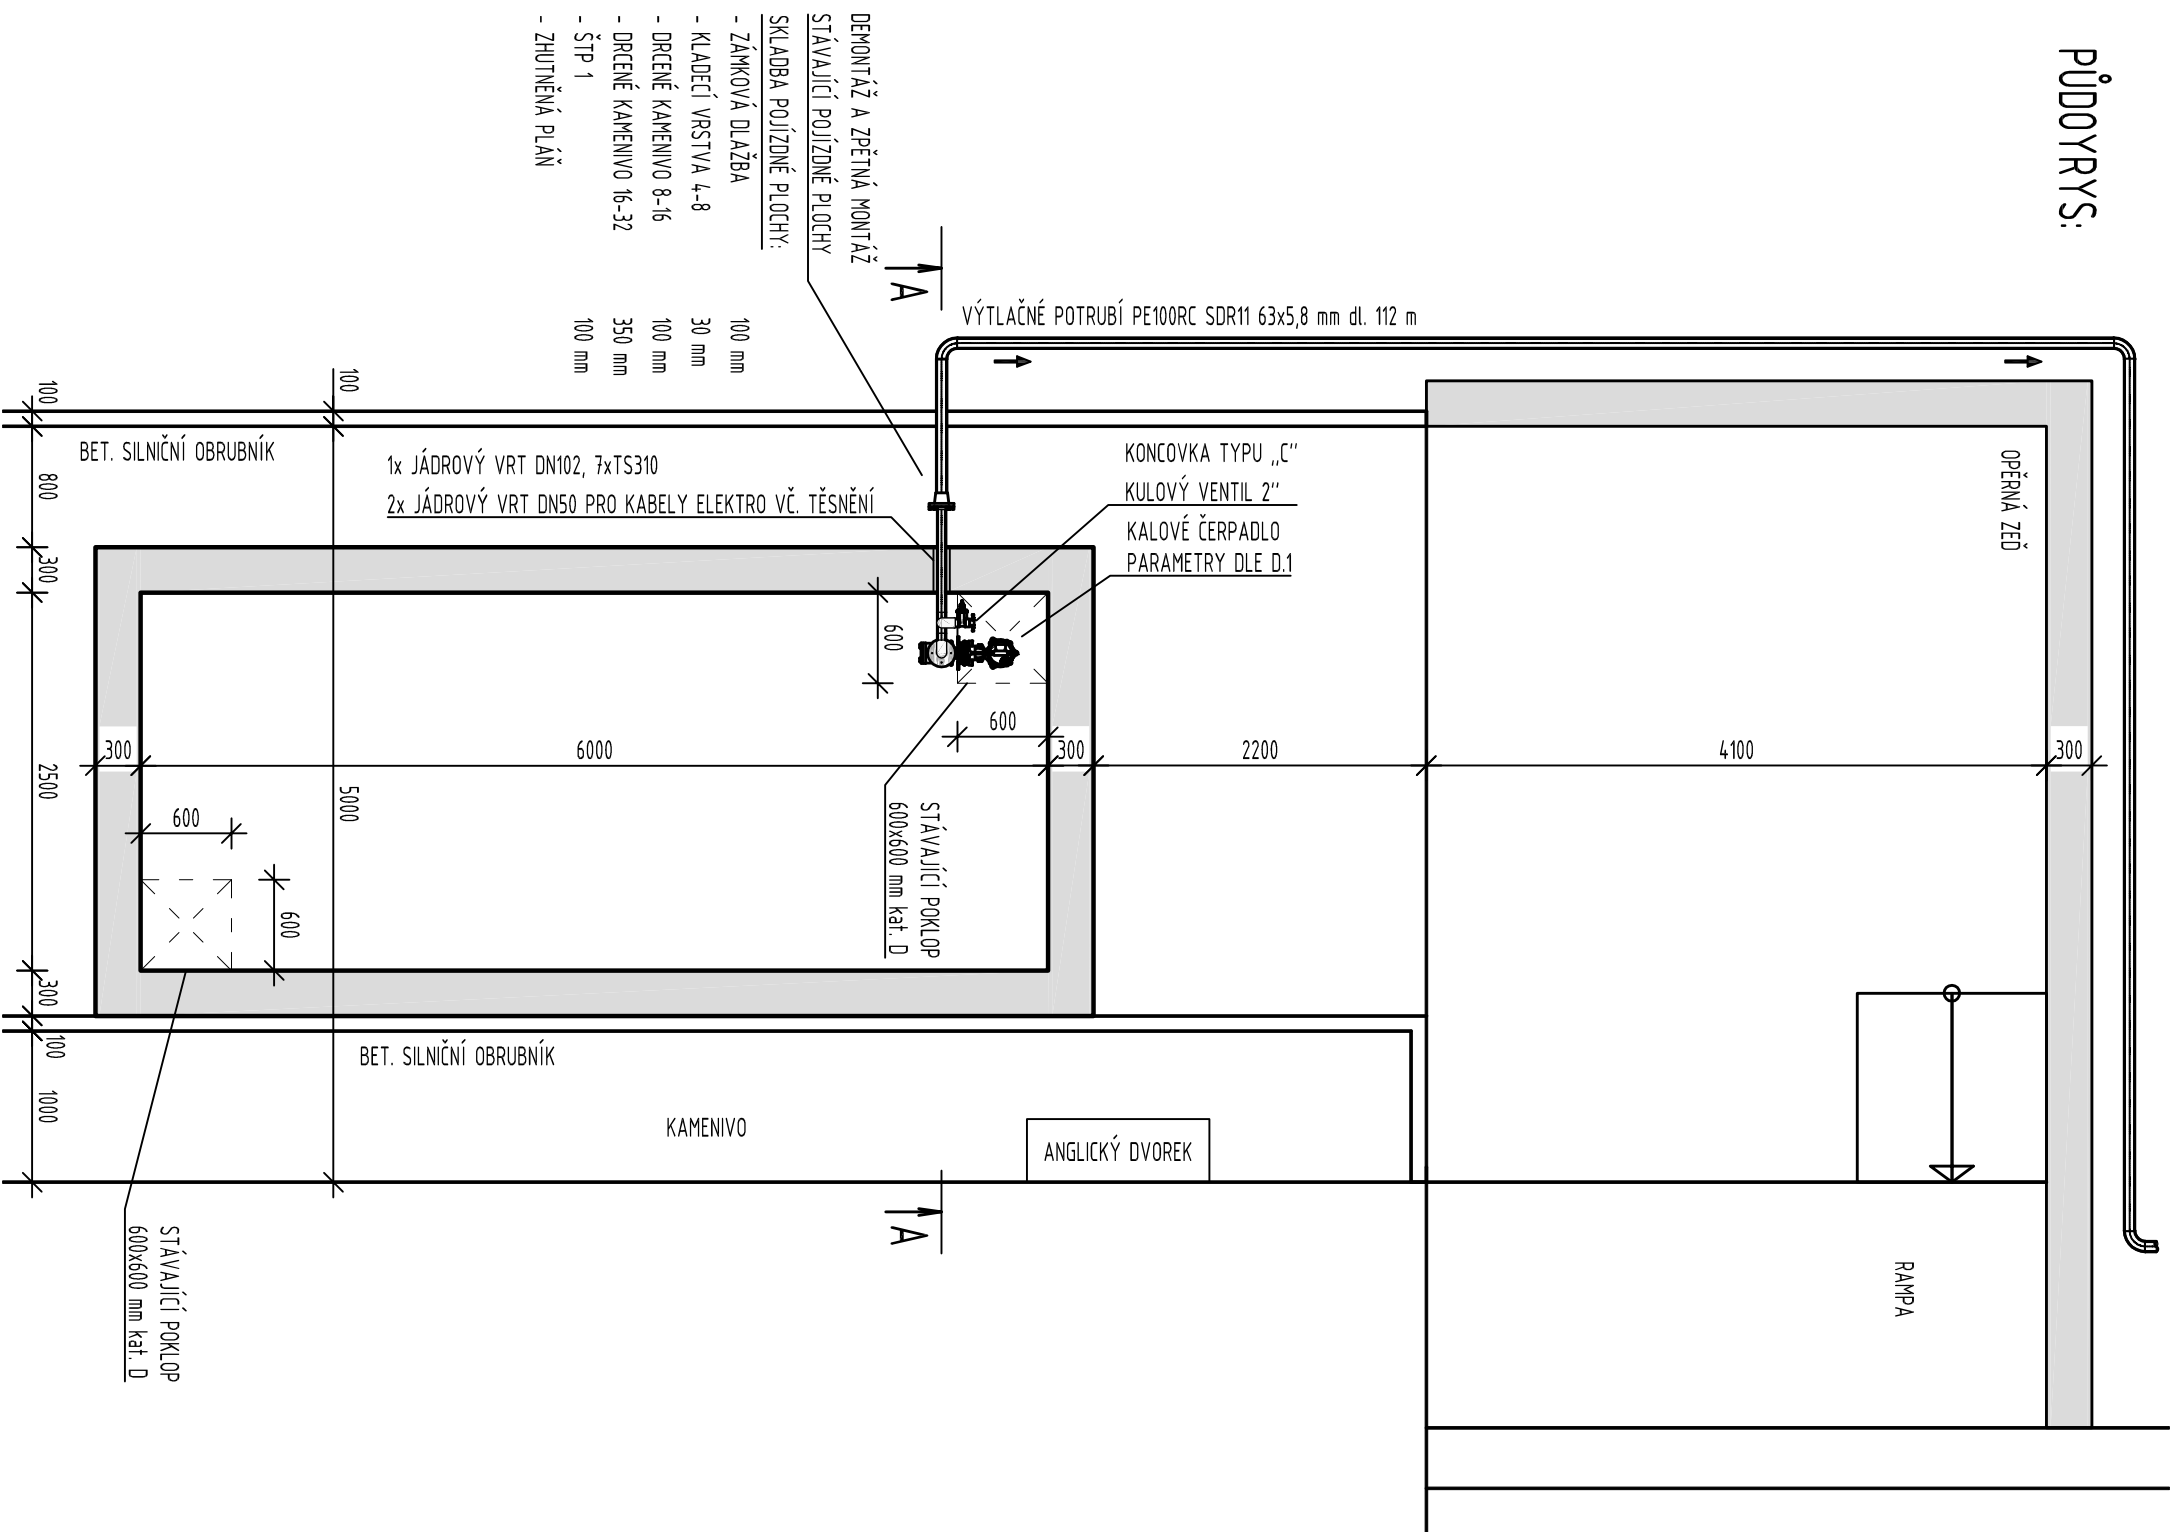 PŮDOYRYS:
DEMONTÁŽ A ZPĚTNÁ MONTÁŽ
STÁVAJÍCÍ POJÍZDNÉ PLOCHY
SKLADBA POJÍZDNÉ PLOCHY:
- ZÁMKOVÁ DLAŽBA 100 mm
- KLADECÍ VRSTVA 4-8 30 mm
- DRCENÉ KAMENIVO 8-16 100 mm
- DRCENÉ KAMENIVO 16-32 350 mm
- ŠTP 1 100 mm
- ZHUTNĚNÁ PLÁŇ
A
VÝTLAČNÉ POTRUBÍ PE100RC SDR11 63x5,8 mm dl. 112 m
BET. SILNIČNÍ OBRUBNÍK
1x JÁDROVÝ VRT DN102, 7xTS310
2x JÁDROVÝ VRT DN50 PRO KABELY ELEKTRO VČ. TĚSNĚNÍ
KONCOVKA TYPU „C‘‘
KULOVÝ VENTIL 2‘‘
KALOVÉ ČERPADLO
PARAMETRY DLE D.1
OPĚRNÁ ZEĎ
100
100
800
300
2500
300
100
1000
5000
600
600
300
6000
300
2200
4100
300
600
600
STÁVAJÍCÍ POKLOP
600x600 mm kat. D
BET. SILNIČNÍ OBRUBNÍK
KAMENIVO
ANGLICKÝ DVOREK
A
STÁVAJÍCÍ POKLOP
600x600 mm kat. D
RAMPA